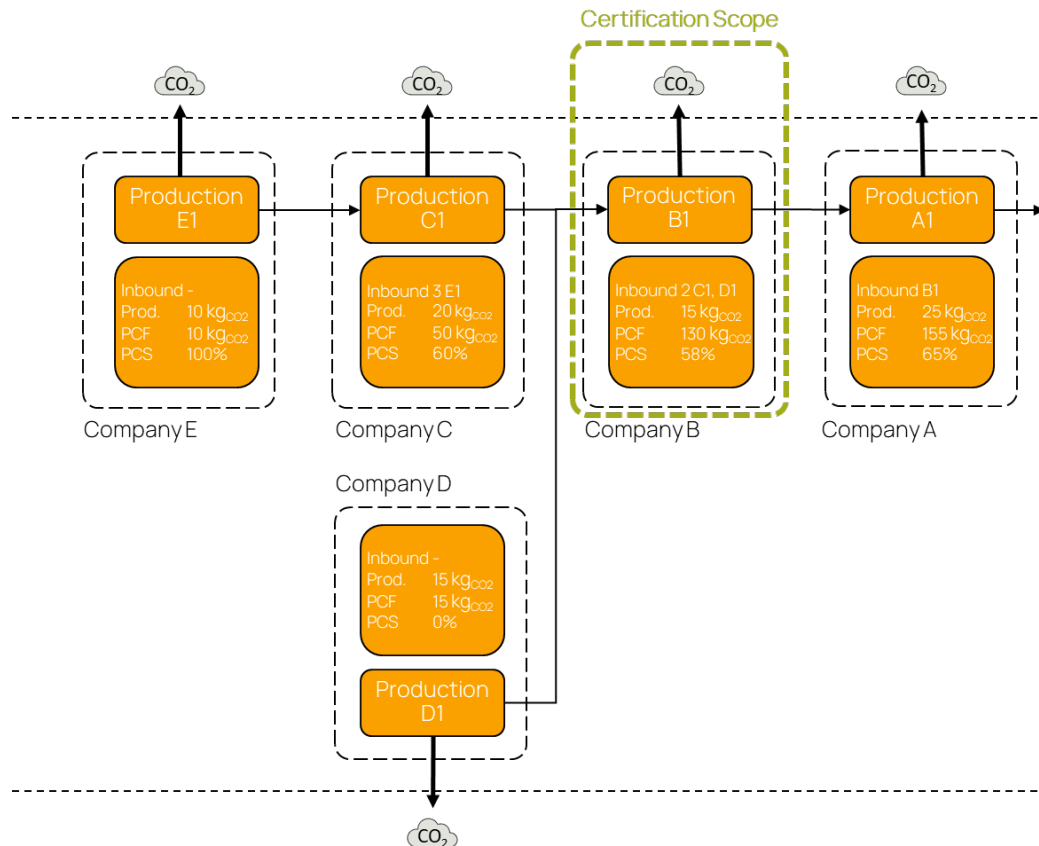 Certification Scope
CO2
CO2
CO2
CO2
Production
E1
Production
C1
Production
B1
Production
A1
Inbound -
Prod. 10 kgCO2
PCF 10 kgCO2
PCS 100%
Inbound 3 E1
Prod. 20 kgCO2
PCF 50 kgCO2
PCS 60%
Inbound 2 C1, D1
Prod. 15 kgCO2
PCF 130 kgCO2
PCS 58%
Inbound B1
Prod. 25 kgCO2
PCF 155 kgCO2
PCS 65%
Company E
Company C
Company B
Company A
Company D
Inbound -
Prod. 15 kgCO2
PCF 15 kgCO2
PCS 0%
Production
D1
CO2